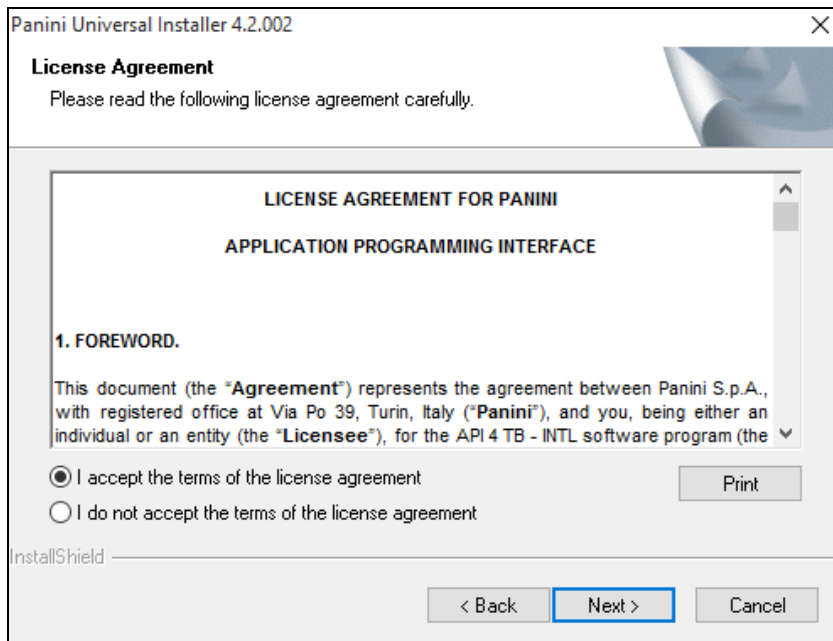 Panini Universal Installer 4.2.002
License Agreement
Please read the following license agreement carefully.
LICENSE AGREEMENT FOR PANINI
APPLICATION PROGRAMMING INTERFACE
1. FOREWORD.
This document (the “Agreement”) represents the agreement between Panini S.p.A.,
with registered office at Via Po 39, Turin, Italy (“Panini”), and you, being either an
individual or an entity (the “Licensee”), for the API 4 TB - INTL software program (the
I accept the terms of the license agreement
Print
I do not accept the terms of the license agreement
InstallShield
< Back
Next >
Cancel